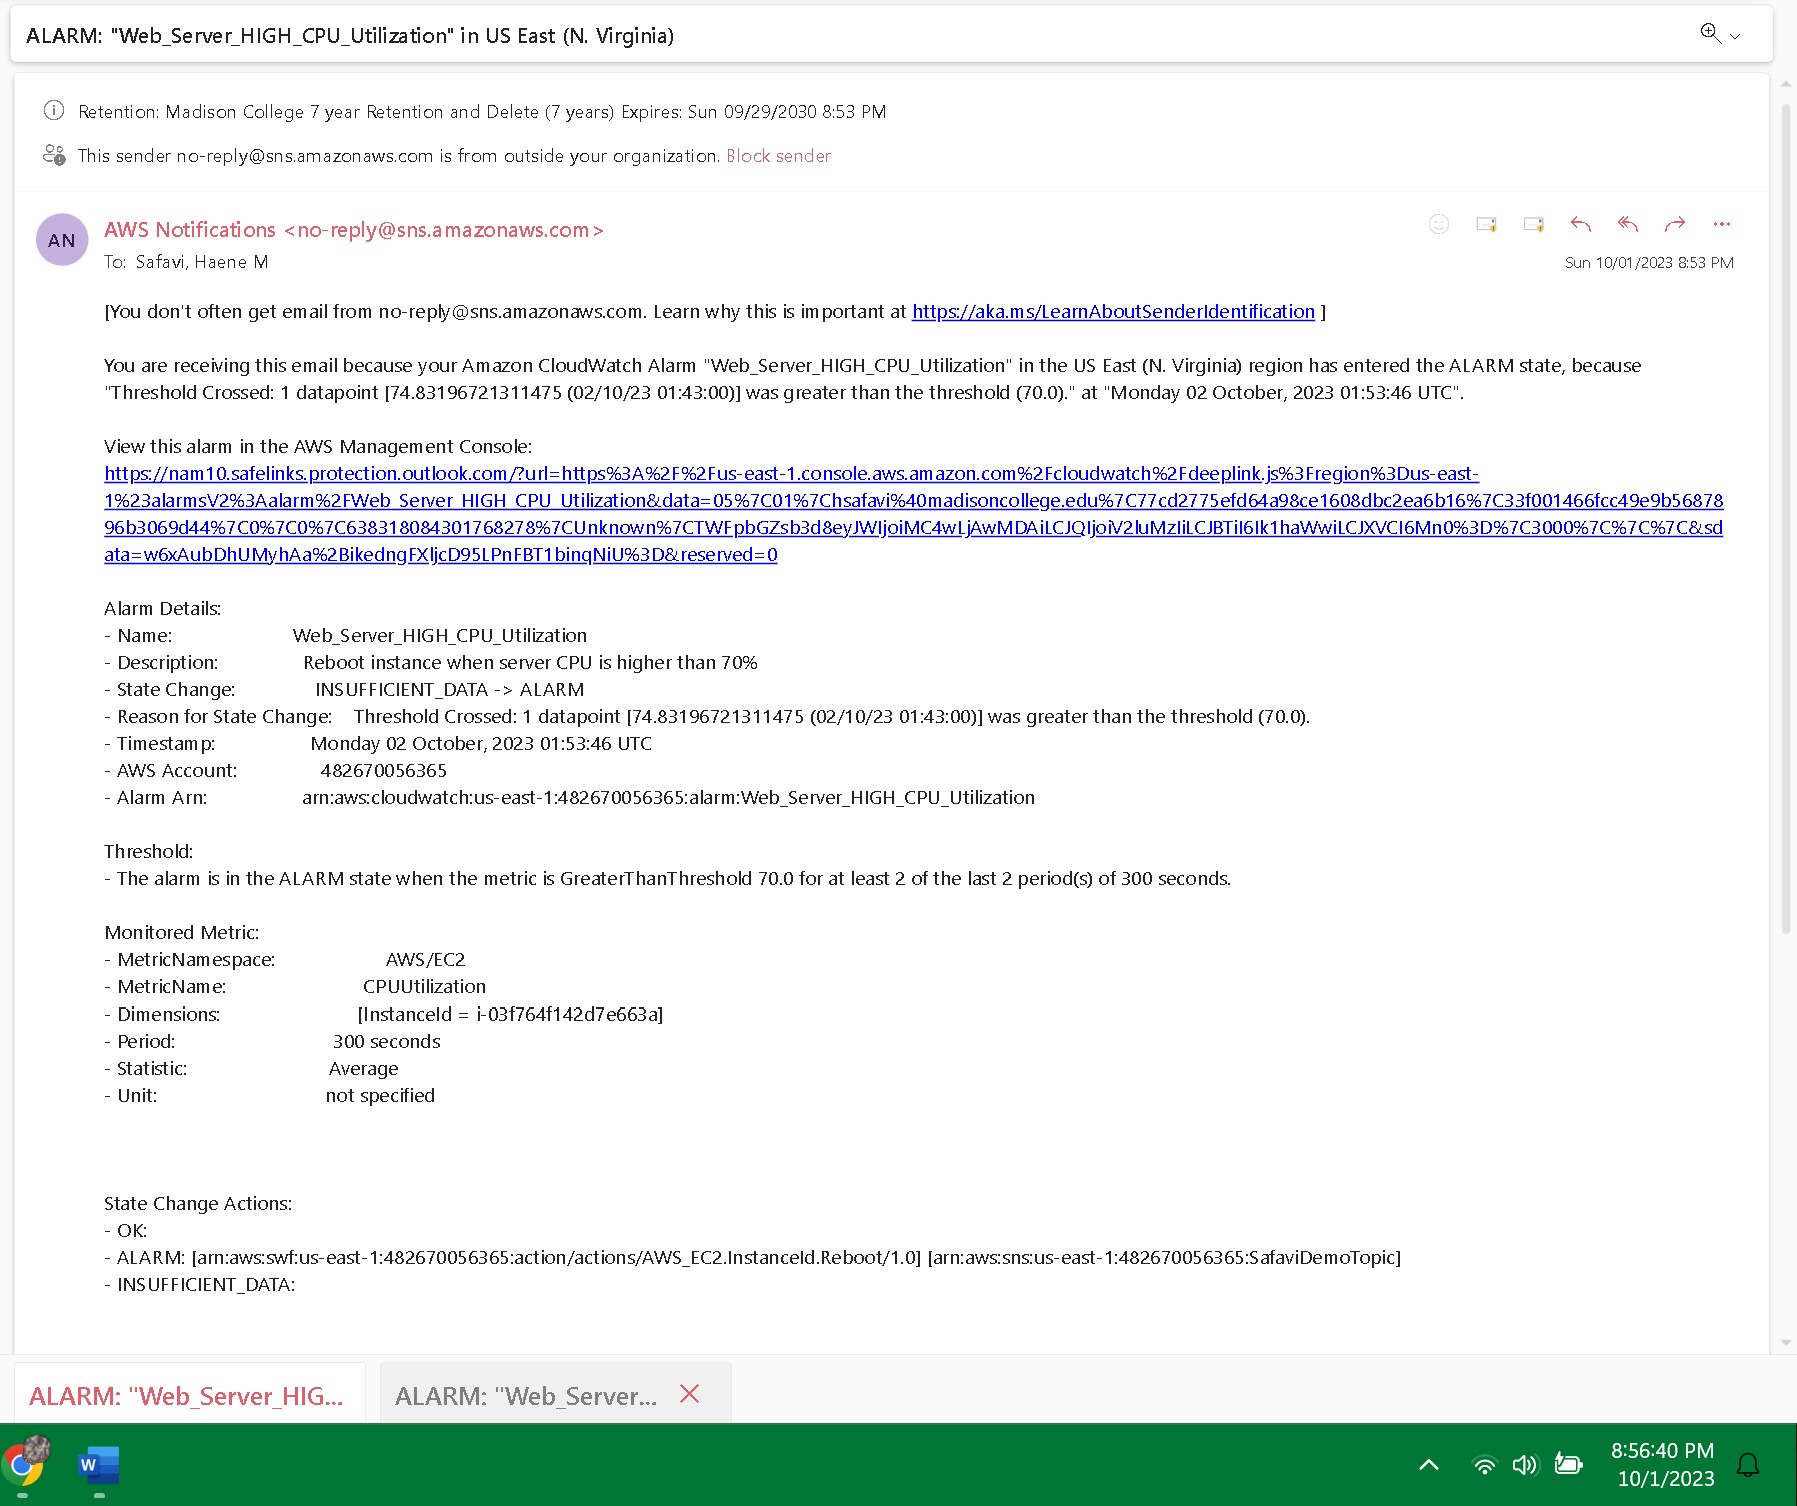 ALARM: "Web_Server_HIGH_CPU_Utilization" in US East (N. Virginia)
Retention: Madison College 7 year Retention and Delete (7 years) Expires: Sun 09/29/2030 8:53 PM
This sender no-reply@sns.amazonaws.com is from outside your organization. Block sender
AN
AWS Notifications <no-reply@sns.amazonaws.com>
To: Safavi, Haene M
Sun 10/01/2023 8:53 PM
[You don't often get email from no-reply@sns.amazonaws.com. Learn why this is important at https://aka.ms/LearnAboutSenderIdentification ]
You are receiving this email because your Amazon CloudWatch Alarm "Web_Server_HIGH_CPU_Utilization" in the US East (N. Virginia) region has entered the ALARM state, because
"Threshold Crossed: 1 datapoint [74.83196721311475 (02/10/23 01:43:00)] was greater than the threshold (70.0)." at "Monday 02 October, 2023 01:53:46 UTC".
View this alarm in the AWS Management Console:
https://nam10.safelinks.protection.outlook.com/?url=https%3A%2F%2Fus-east-1.console.aws.amazon.com%2Fcloudwatch%2Fdeeplink.js%3Fregion%3Dus-east-
1%23alarmsV2%3Aalarm%2FWeb_Server_HIGH_CPU_Utilization&data=05%7C01%7Chsafavi%40madisoncollege.edu%7C77cd2775efd64a98ce1608dbc2ea6b16%7C33f001466fcc49e9b56878
96b3069d44%7C0%7C0%7C638318084301768278%7CUnknown%7CTWFpbGZsb3d8eyJWIjoiMC4wLjAwMDAiLCJQIjoiV2luMzIiLCJBTiI6Ik1haWwiLCJXVCI6Mn0%3D%7C3000%7C%7C%7C&sd
ata=w6xAubDhUMyhAa%2BikedngFXljcD95LPnFBT1binqNiU%3D&reserved=0
Alarm Details:
- Name: Web_Server_HIGH_CPU_Utilization
- Description: Reboot instance when server CPU is higher than 70%
- State Change: INSUFFICIENT_DATA -> ALARM
- Reason for State Change: Threshold Crossed: 1 datapoint [74.83196721311475 (02/10/23 01:43:00)] was greater than the threshold (70.0).
- Timestamp: Monday 02 October, 2023 01:53:46 UTC
- AWS Account: 482670056365
- Alarm Arn: arn:aws:cloudwatch:us-east-1:482670056365:alarm:Web_Server_HIGH_CPU_Utilization
Threshold:
- The alarm is in the ALARM state when the metric is GreaterThanThreshold 70.0 for at least 2 of the last 2 period(s) of 300 seconds.
Monitored Metric:
- MetricNamespace: AWS/EC2
- MetricName: CPUUtilization
- Dimensions: [InstanceId = i-03f764f142d7e663a]
- Period: 300 seconds
- Statistic: Average
- Unit: not specified
State Change Actions:
- OK:
- ALARM: [arn:aws:swf:us-east-1:482670056365:action/actions/AWS_EC2.InstanceId.Reboot/1.0] [arn:aws:sns:us-east-1:482670056365:SafaviDemoTopic]
- INSUFFICIENT_DATA:
ALARM: "Web_Server_HIG...
ALARM: "Web_Server...
W
8:56:40 PM
10/1/2023